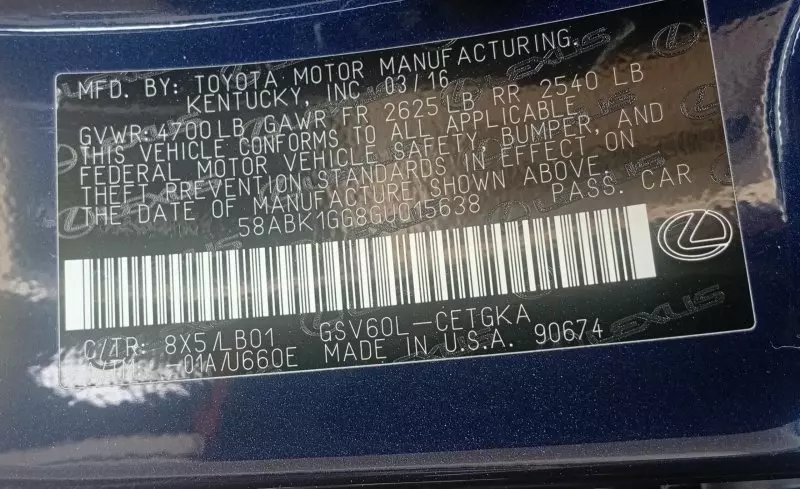 MFD. BY: TOYOTA MOTOR MANUFACTURING,
KENTUCKY, INC 03/16
GVWR:4700LB, GAWR FR 2625LB RR 2540 LB
THIS VEHICLE CONFORMS TO ALL APPLICABLE
FEDERAL MOTOR VEHICLE SAFETY, BUMPER, AND
THEFT PREVENTION STANDARDS IN EFFECT ON
THE DATE OF MANUFACTURE SHOWN ABOVE.
58ABK1GG8GU015638 PASS. CAR
C/TR: 8X5/LB01 GSV60L-CETGKA
-01A/U660E MADE IN U.S.A. 90674
LEXUS